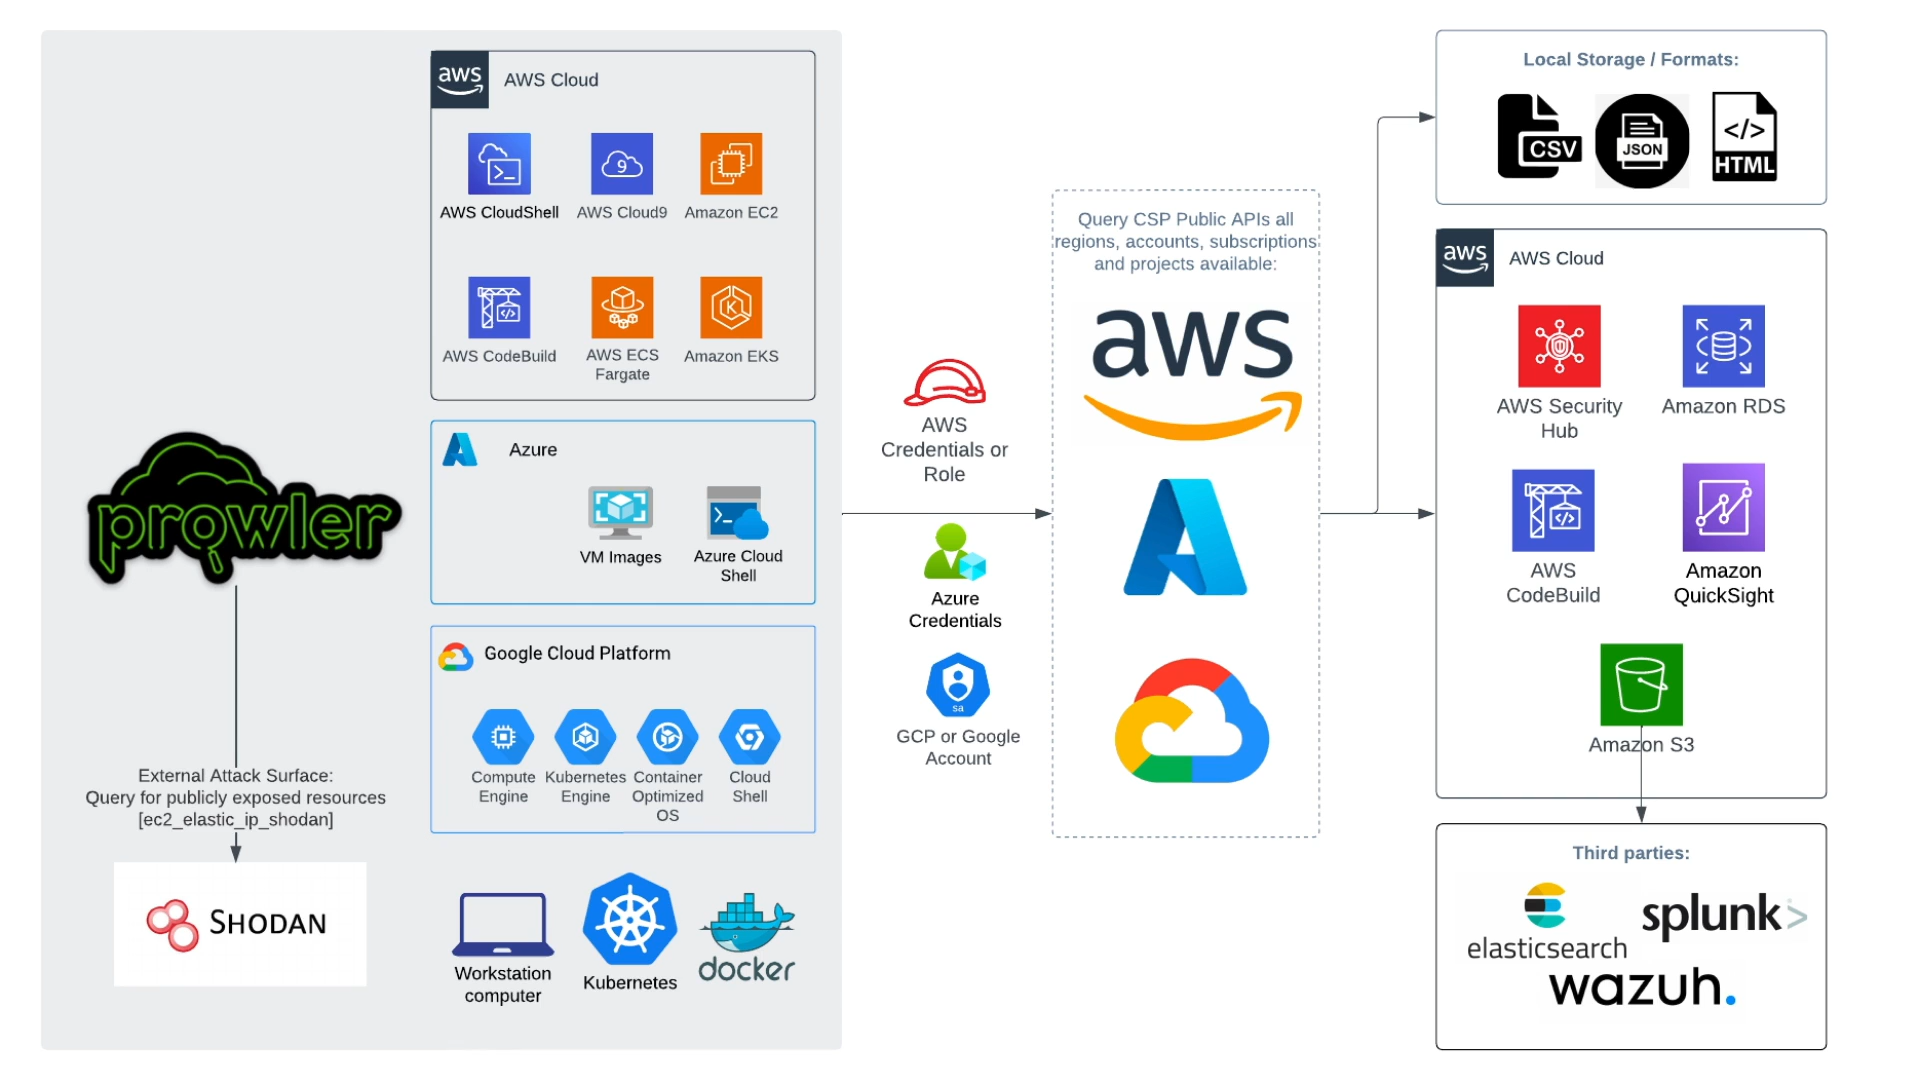 aws
AWS Cloud
AWS CloudShell
9
AWS Cloud9
Amazon EC2
AWS CodeBuild
AWS ECS
Fargate
K
Amazon EKS
Azure
VM Images
Azure Cloud
Shell
Google Cloud Platform
Compute
Engine
Kubernetes
Engine
Container
Optimized
OS
Cloud
Shell
Workstation
computer
Kubernetes
docker
prowler
External Attack Surface:
Query for publicly exposed resources
[ec2_elastic_ip_shodan]
SHODAN
AWS
Credentials or
Role
Azure
Credentials
sa
GCP or Google
Account
Query CSP Public APIs all
regions, accounts, subscriptions
and projects available:
aws
Local Storage / Formats:
CSV
JSON
</>
HTML
aws
AWS Cloud
AWS Security
Hub
Amazon RDS
</>
AWS
CodeBuild
Amazon
QuickSight
Amazon S3
Third parties:
elasticsearch
splunk>
wazuh.